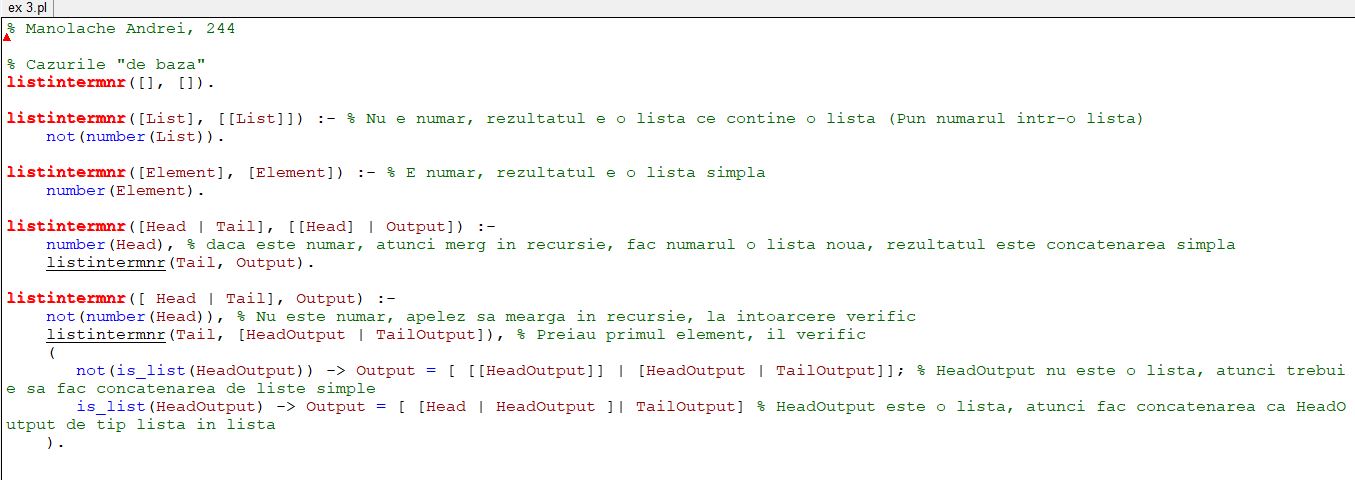 ex 3.pl
% Manolache Andrei, 244
% Cazurile "de baza"
listintermnr([], []).
listintermnr([List], [[List]]) :- % Nu e numar, rezultatul e o lista ce contine o lista (Pun numarul intr-o lista)
    not(number(List)).
listintermnr([Element], [Element]) :- % E numar, rezultatul e o lista simpla
    number(Element).
listintermnr([Head | Tail], [[Head] | Output]) :-
    number(Head), % daca este numar, atunci merg in recursie, fac numarul o lista noua, rezultatul este concatenarea simpla
    listintermnr(Tail, Output).
listintermnr([ Head | Tail], Output) :-
    not(number(Head)), % Nu este numar, apelez sa mearga in recursie, la intoarcere verific
    listintermnr(Tail, [HeadOutput | TailOutput]), % Preiau primul element, il verific
    (
       not(is_list(HeadOutput)) -> Output = [ [[HeadOutput]] | [HeadOutput | TailOutput]]; % HeadOutput nu este o lista, atunci trebui
e sa fac concatenarea de liste simple
       is_list(HeadOutput) -> Output = [ [Head | HeadOutput ]| TailOutput] % HeadOutput este o lista, atunci fac concatenarea ca HeadO
utput de tip lista in lista
    ).